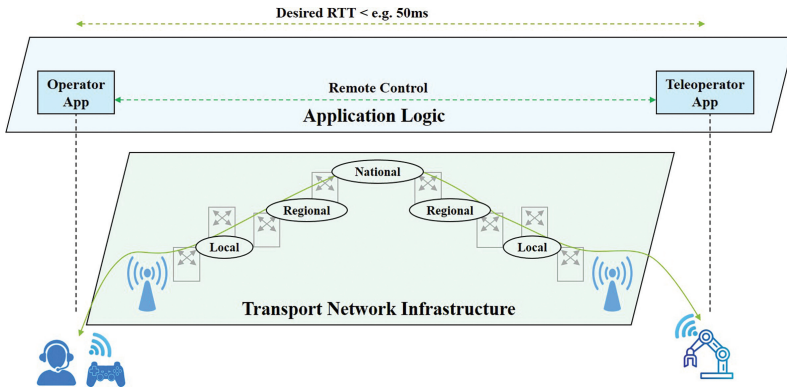 Desired RTT < e.g. 50ms
Operator
App
Remote Control
Teleoperator
App
Application Logic
National
Regional
Regional
Local
Local
Transport Network Infrastructure